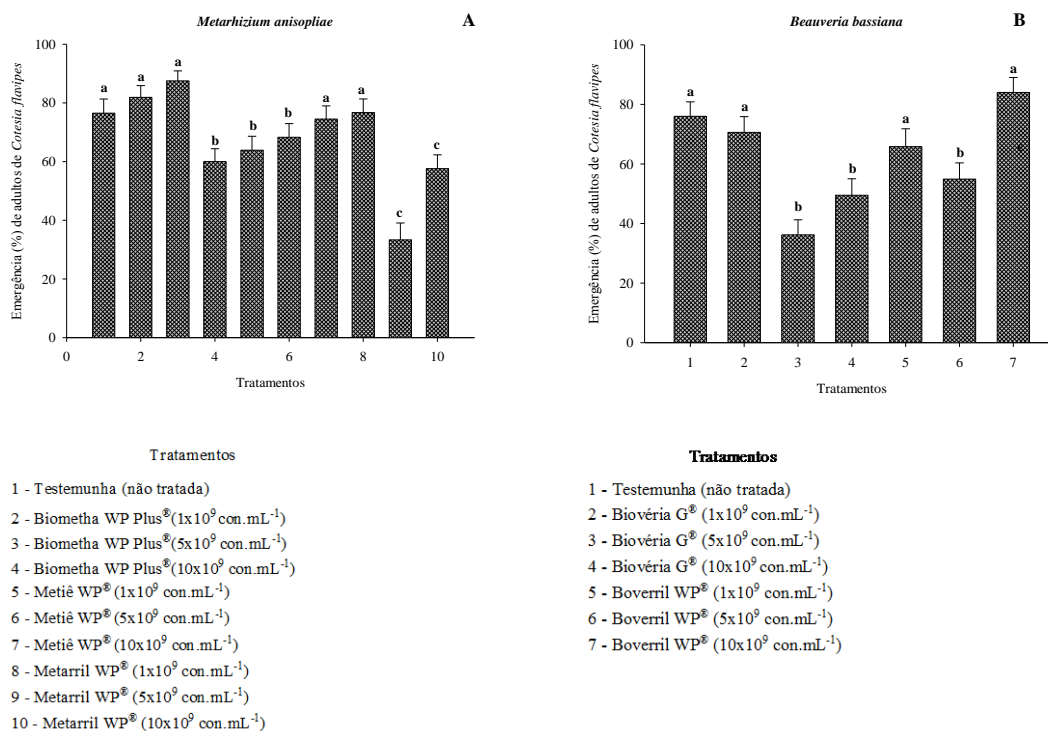 Metarhizium anisopliae
A
Emergência (%) de adultos de Cotesia flavipes
100
80
60
40
20
0
a
a
a
b
b
b
a
a
c
c
0 2 4 6 8 10
Tratamentos
Tratamentos
1 - Testemunha (não tratada)
2 - Biometha WP Plus®(1x10⁹ con.mL⁻¹)
3 - Biometha WP Plus®(5x10⁹ con.mL⁻¹)
4 - Biometha WP Plus®(10x10⁹ con.mL⁻¹)
5 - Metiê WP® (1x10⁹ con.mL⁻¹)
6 - Metiê WP® (5x10⁹ con.mL⁻¹)
7 - Metiê WP® (10x10⁹ con.mL⁻¹)
8 - Metarril WP® (1x10⁹ con.mL⁻¹)
9 - Metarril WP® (5x10⁹ con.mL⁻¹)
10 - Metarril WP® (10x10⁹ con.mL⁻¹)
Beauveria bassiana
B
Emergência (%) de adultos de Cotesia flavipes
100
80
60
40
20
0
a
a
b
b
a
b
a
1 2 3 4 5 6 7
Tratamentos
Tratamentos
1 - Testemunha (não tratada)
2 - Biovéria G® (1x10⁹ con.mL⁻¹)
3 - Biovéria G® (5x10⁹ con.mL⁻¹)
4 - Biovéria G® (10x10⁹ con.mL⁻¹)
5 - Boverril WP® (1x10⁹ con.mL⁻¹)
6 - Boverril WP® (5x10⁹ con.mL⁻¹)
7 - Boverril WP® (10x10⁹ con.mL⁻¹)